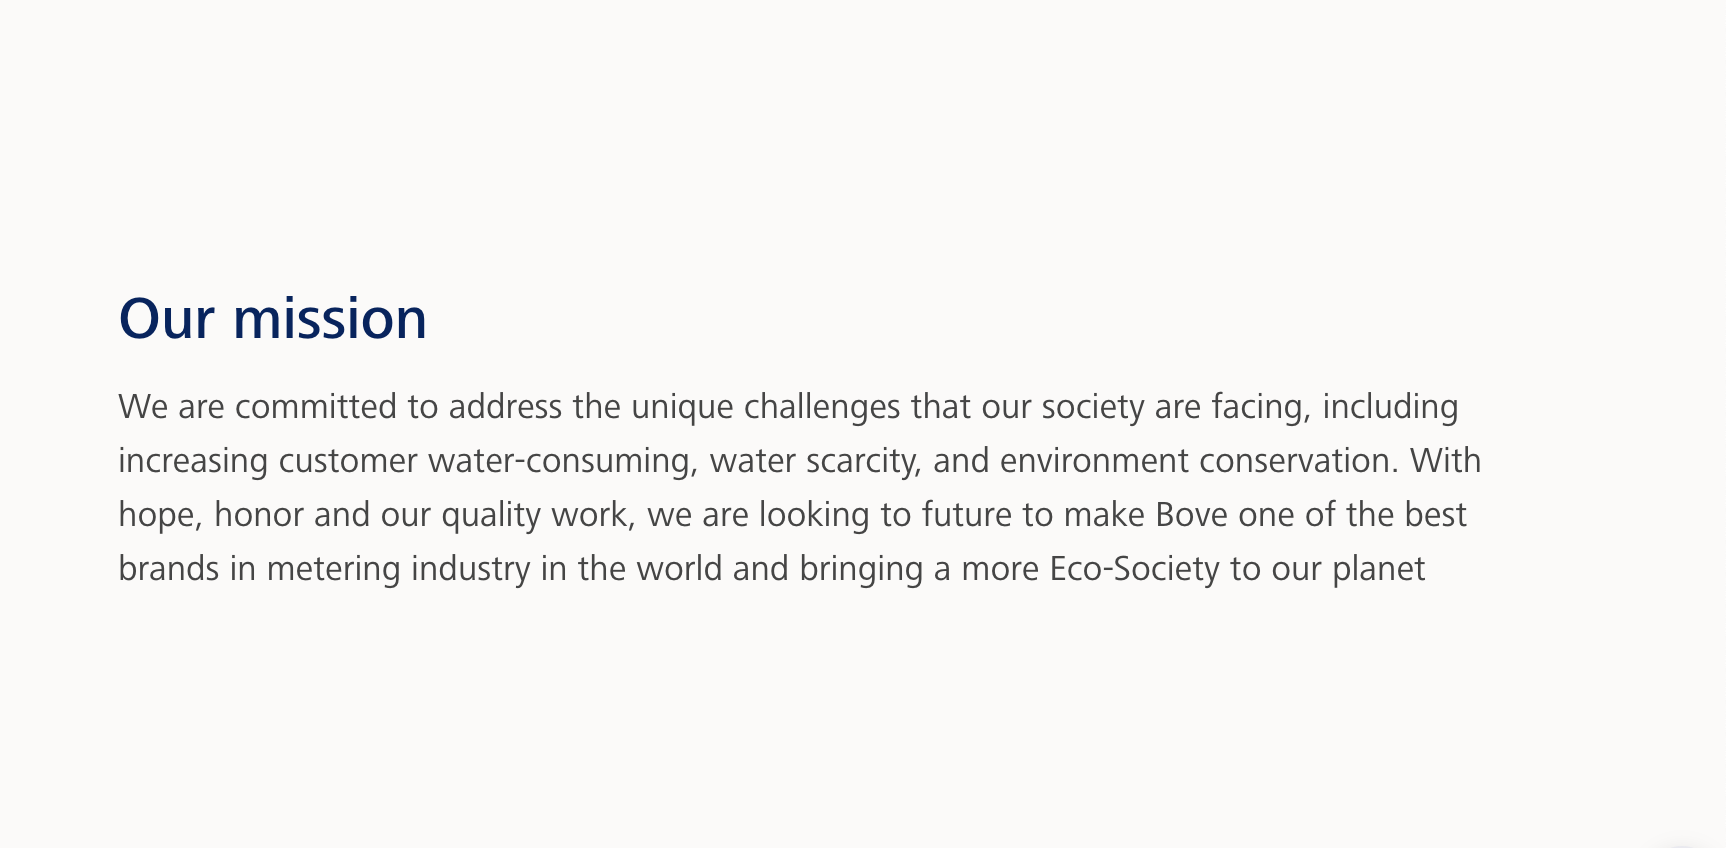 Our mission
We are committed to address the unique challenges that our society are facing, including
increasing customer water-consuming, water scarcity, and environment conservation. With
hope, honor and our quality work, we are looking to future to make Bove one of the best
brands in metering industry in the world and bringing a more Eco-Society to our planet